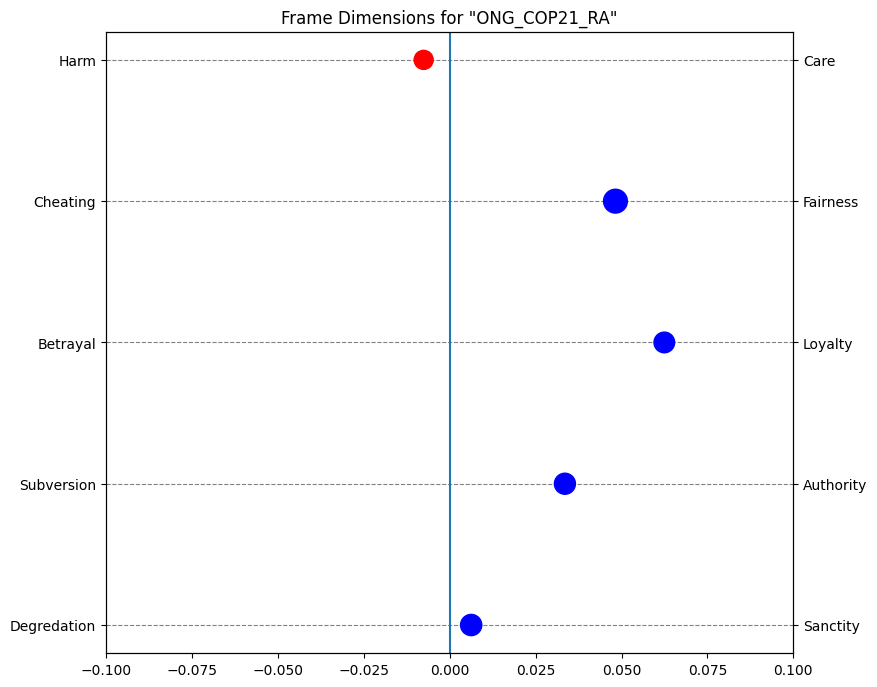 Frame Dimensions for "ONG_COP21_RA"
Harm
Care
Cheating
Fairness
Betrayal
Loyalty
Subversion
Authority
Degredation
Sanctity
−0.100 −0.075 −0.050 −0.025 0.000 0.025 0.050 0.075 0.100